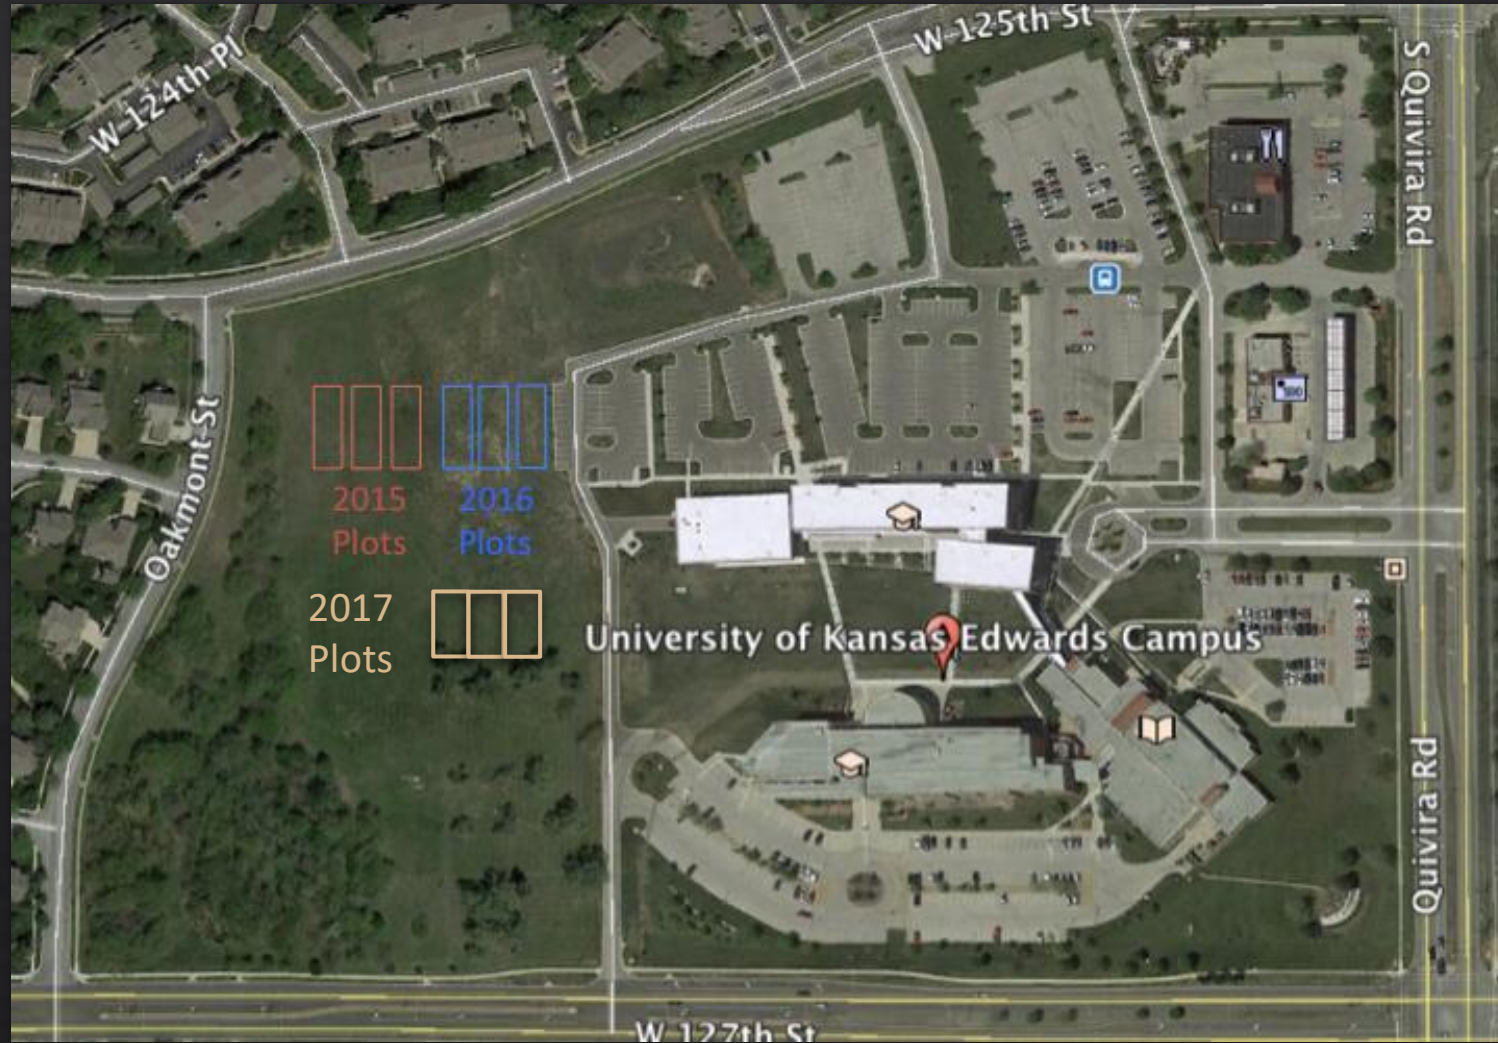 W 125th St
W 124th Pl
S Quivira Rd
Oakmont St
2015
Plots
2016
Plots
2017
Plots
University of Kansas Edwards Campus
Quivira Rd
W 127th St